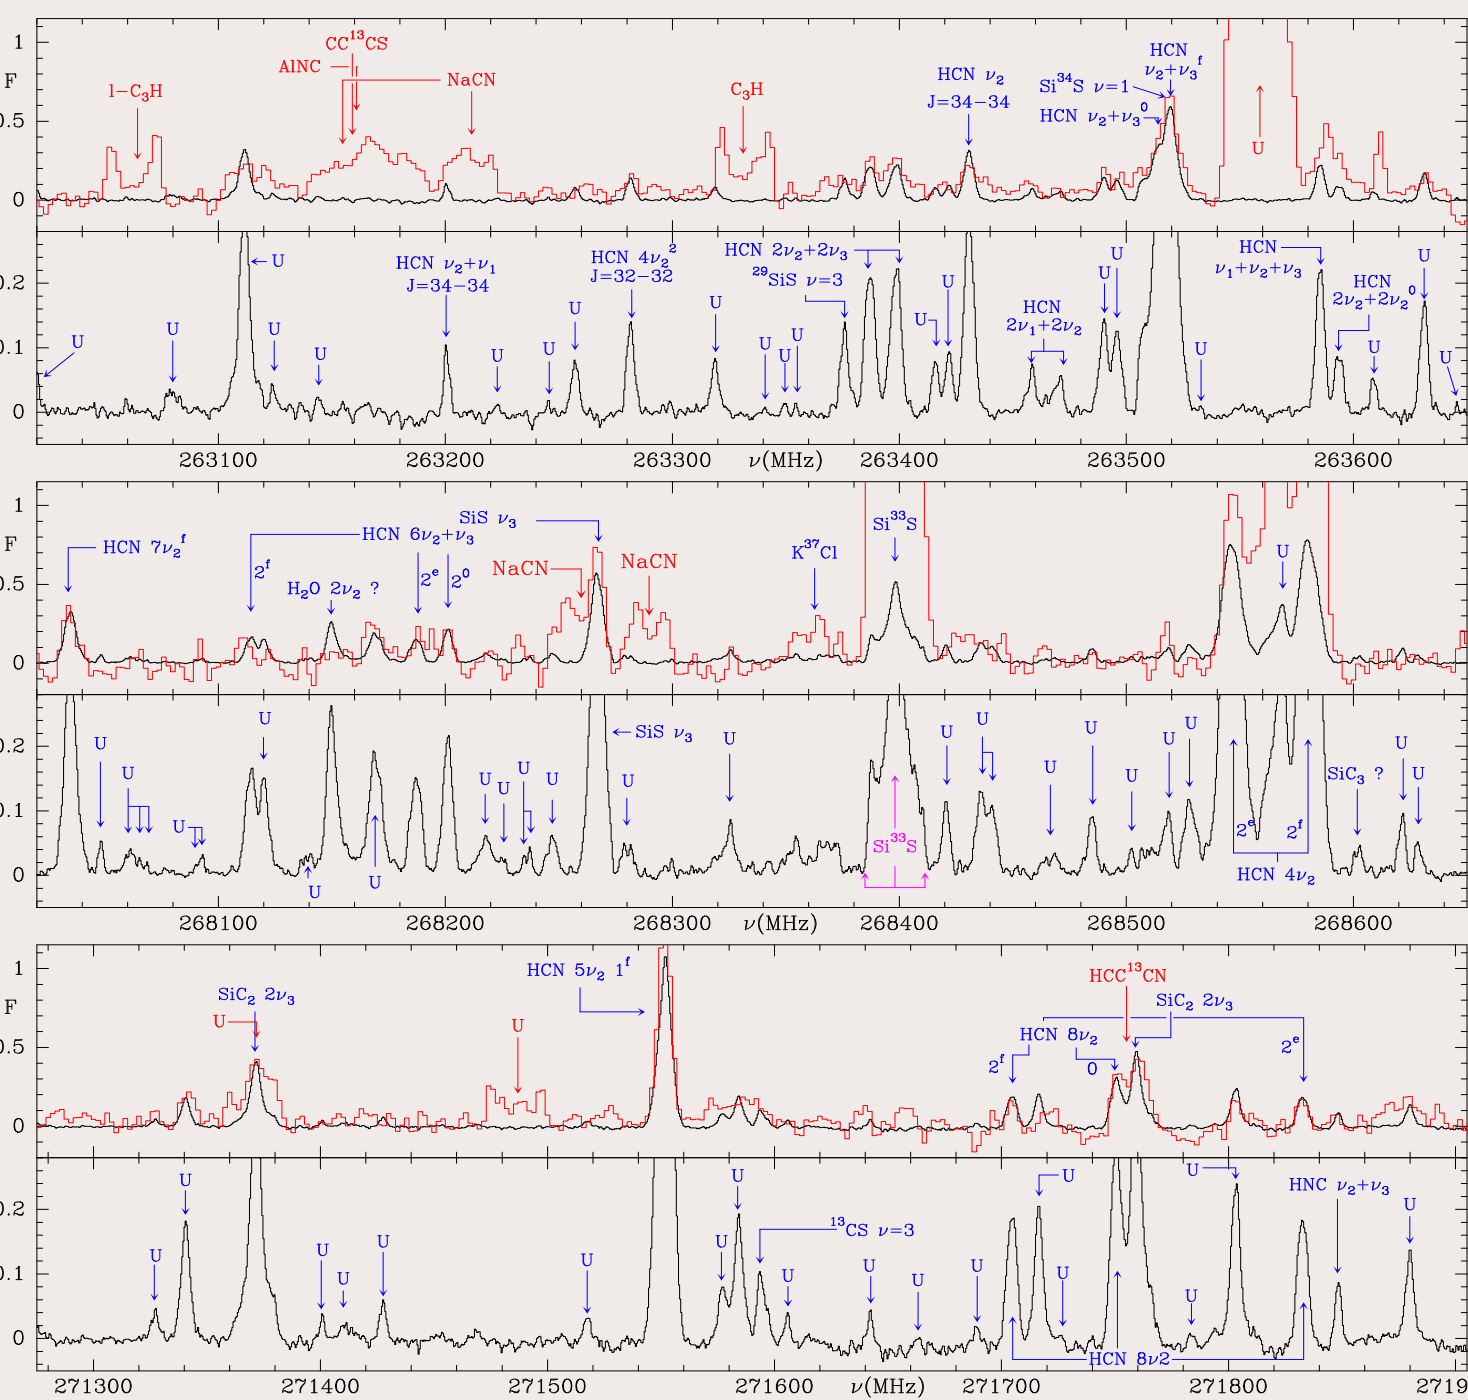 CC¹³CS
AlNC
NaCN
l-C₃H
C₃H
HCN ν₂
J=34-34
HCN
ν₂+ν₃ᶠ
Si³⁴S ν=1
HCN ν₂+ν₃⁰
U
1
F
0.5
0
U
HCN ν₂+ν₁
J=34-34
HCN 4ν₂²
J=32-32
HCN 2ν₂+2ν₃
²⁹SiS ν=3
HCN
ν₁+ν₂+ν₃
HCN
2ν₂+2ν₂⁰
HCN
2ν₁+2ν₂
U U U U U U U U U U U U U U U U U U U U
0.2
0.1
0
263100 263200 263300 ν(MHz) 263400 263500 263600
1
F
0.5
0
HCN 7ν₂ᶠ
SiS ν₃
HCN 6ν₂+ν₃
2ᶠ
H₂O 2ν₂ ?
2ᵉ
2⁰
NaCN
NaCN
K³⁷Cl
Si³³S
U
U U U U U U U U U U U
SiS ν₃
U U U U U U U U U U
Si³³S
2ᵉ
2ᶠ
HCN 4ν₂
SiC₃ ?
U U
0.2
0.1
0
268100 268200 268300 ν(MHz) 268400 268500 268600
1
F
0.5
0
SiC₂ 2ν₃
U
U
HCN 5ν₂ 1ᶠ
HCC¹³CN
SiC₂ 2ν₃
HCN 8ν₂
2ᶠ
0
2ᵉ
U U U U U U U U
¹³CS ν=3
U U U U U U U U U
HNC ν₂+ν₃
U
HCN 8ν2
0.2
0.1
0
271300 271400 271500 271600 ν(MHz) 271700 271800 2719